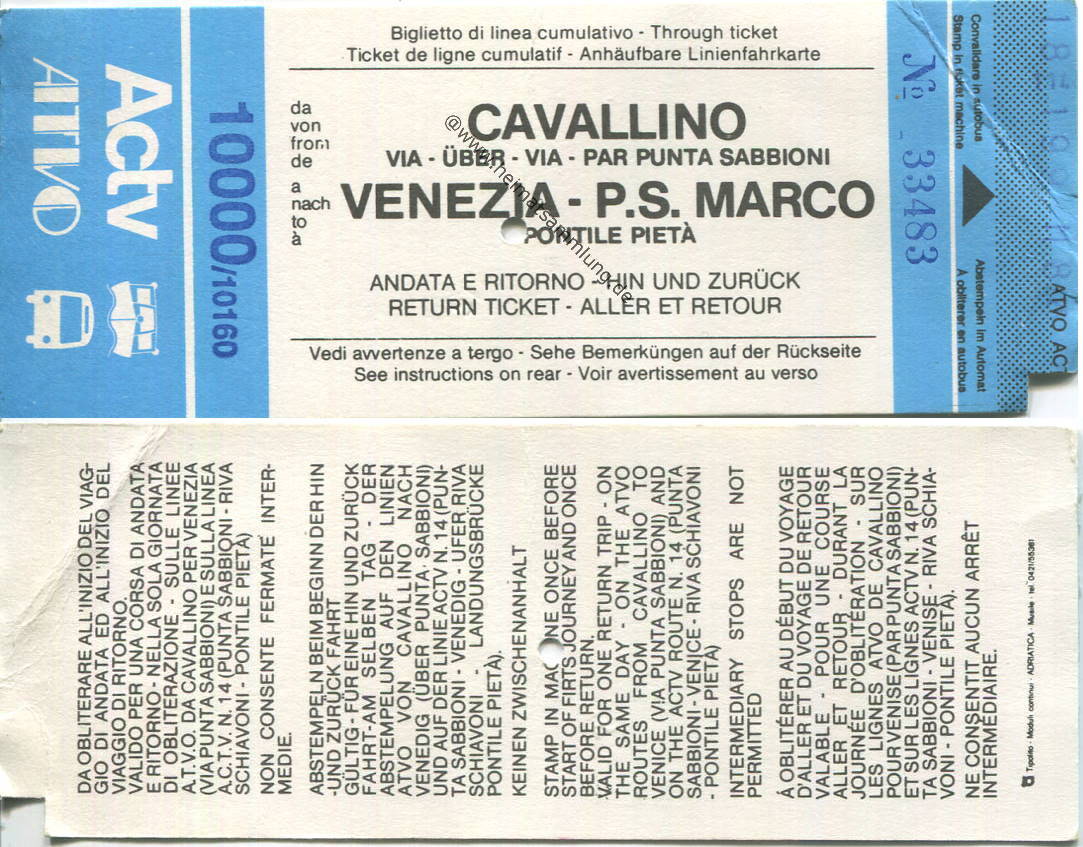 Actv
ATVO
10000/10160
Biglietto di linea cumulativo - Through ticket
Ticket de ligne cumulatif - Anhäufbare Linienfahrkarte
da
von
from
de
CAVALLINO
VIA - ÜBER - VIA - PAR PUNTA SABBIONI
a
nach
to
à
VENEZIA - P.S. MARCO
PONTILE PIETÀ
ANDATA E RITORNO - HIN UND ZURÜCK
RETURN TICKET - ALLER ET RETOUR
Vedi avvertenze a tergo - Sehe Bemerküngen auf der Rückseite
See instructions on rear - Voir avertissement au verso
@www.heimatsammlung.de
No - 33483
Convalidare in autobus
Stamp in ticket machine
Abstempeln im Automat
À obliterer en autobus
ATVO AC
DA OBLITERARE ALL'INIZIO DEL VIAG-
GIO DI ANDATA ED ALL'INIZIO DEL
VIAGGIO DI RITORNO.
VALIDO PER UNA CORSA DI ANDATA
E RITORNO - NELLA SOLA GIORNATA
DI OBLITERAZIONE - SULLE LINEE
A.T.V.O. DA CAVALLINO PER VENEZIA
(VIA PUNTA SABBIONI) E SULLA LINEA
A.C.T.V. N. 14 (PUNTA SABBIONI - RIVA
SCHIAVONI - PONTILE PIETÀ)
NON CONSENTE FERMATE INTER-
MEDIE.
ABSTEMPELN BEIM BEGINN DER HIN
-UND ZURÜCK FAHRT
GÜLTIG - FÜR EINE HIN UND ZURÜCK
FAHRT-AM SELBEN TAG - DER
ABSTEMPELUNG AUF DEN LINIEN
ATVO VON CAVALLINO NACH
VENEDIG (ÜBER PUNTA SABBIONI)
UND AUF DER LINIE ACTV N. 14 (PUN-
TA SABBIONI - VENEDIG - UFER RIVA
SCHIAVONI - LANDUNGSBRÜCKE
PONTILE PIETÀ).
KEINEN ZWISCHENANHALT
STAMP IN MACHINE ONCE BEFORE
START OF FIRTS JOURNEY AND ONCE
BEFORE RETURN.
VALID FOR ONE RETURN TRIP - ON
THE SAME DAY - ON THE ATVO
ROUTES FROM CAVALLINO TO
VENICE (VIA PUNTA SABBIONI) AND
ON THE ACTV ROUTE N. 14 (PUNTA
SABBIONI - VENICE - RIVA SCHIAVONI
- PONTILE PIETÀ)
INTERMEDIARY STOPS ARE NOT
PERMITTED
À OBLITÉRER AU DÉBUT DU VOYAGE
D'ALLER ET DU VOYAGE DE RETOUR
VALABLE - POUR UNE COURSE
ALLER ET RETOUR - DURANT LA
JOURNÉE D'OBLITÉRATION - SUR
LES LIGNES ATVO DE CAVALLINO
POUR VENISE (PAR PUNTA SABBIONI)
ET SUR LES LIGNES ACTV N. 14 (PUN-
TA SABBIONI - VENISE - RIVA SCHIA-
VONI - PONTILE PIETÀ).
NE CONSENTIT AUCUN ARRÊT
INTERMÉDIAIRE.
Tipolito - Moduli continui - ADRIATICA - Musile - tel. 0421/55361